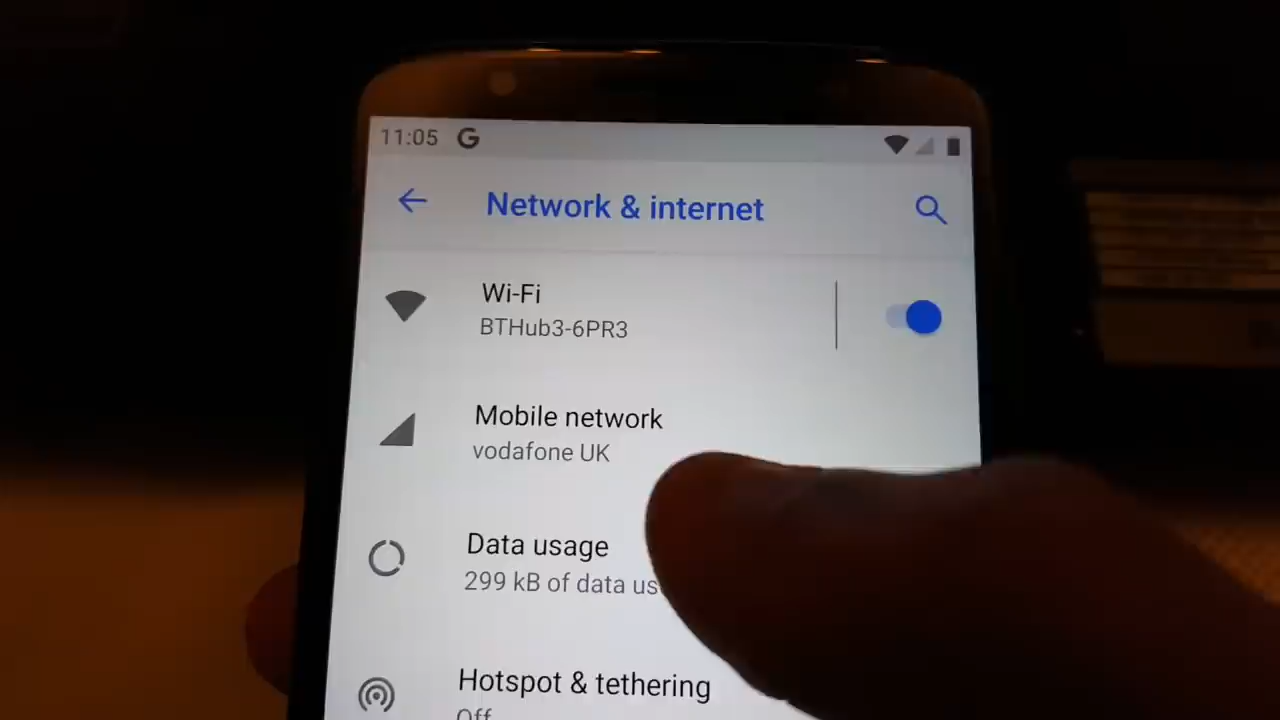 11:05 G
Network & internet
Wi-Fi
BTHub3-6PR3
Mobile network
vodafone UK
Data usage
299 kB of data us
Hotspot & tethering
Off